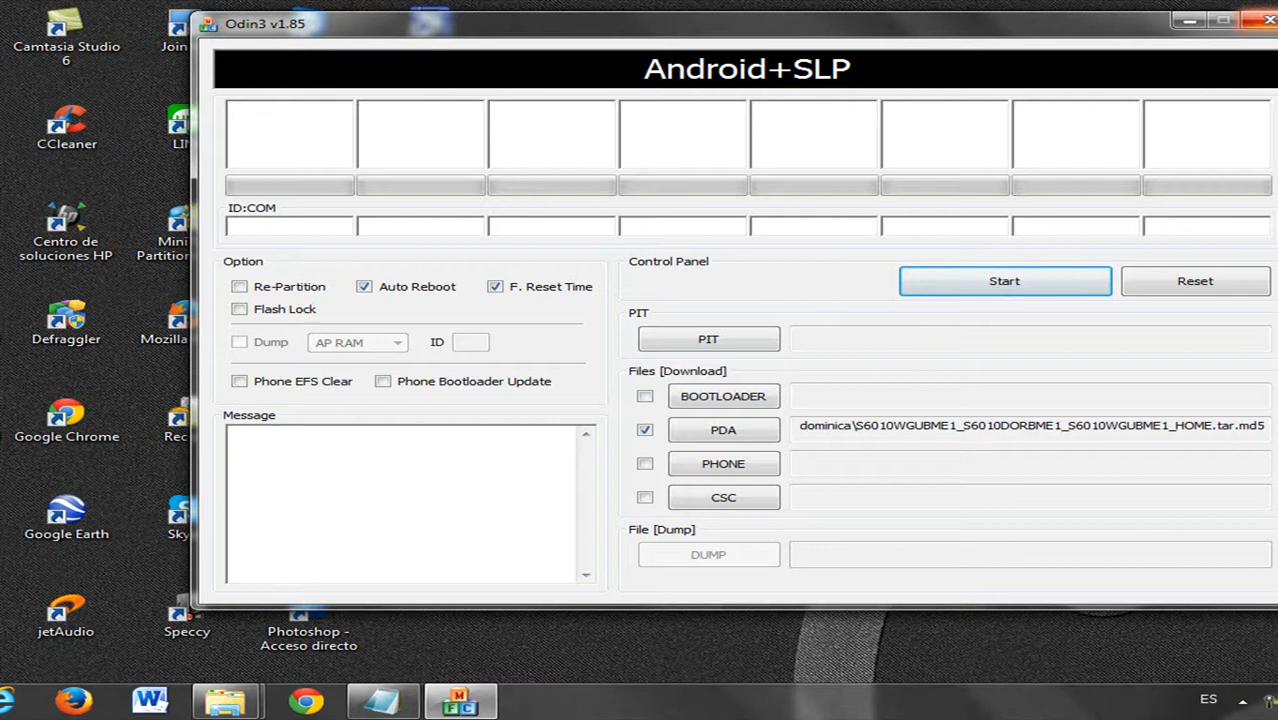 Odin3 v1.85
Android+SLP
ID:COM
Option
Re-Partition
Auto Reboot
F. Reset Time
Flash Lock
Dump
AP RAM
ID
Phone EFS Clear
Phone Bootloader Update
Message
Control Panel
Start
Reset
PIT
PIT
Files [Download]
BOOTLOADER
PDA
dominica\S6010WGUBME1_S6010DORBME1_S6010WGUBME1_HOME.tar.md5
PHONE
CSC
File [Dump]
DUMP
Camtasia Studio
6
Join
CCleaner
LIN
Centro de
soluciones HP
Mini
Partition
Defraggler
Mozilla
Google Chrome
Rec
Google Earth
Sky
jetAudio
Speccy
Photoshop -
Acceso directo
ES